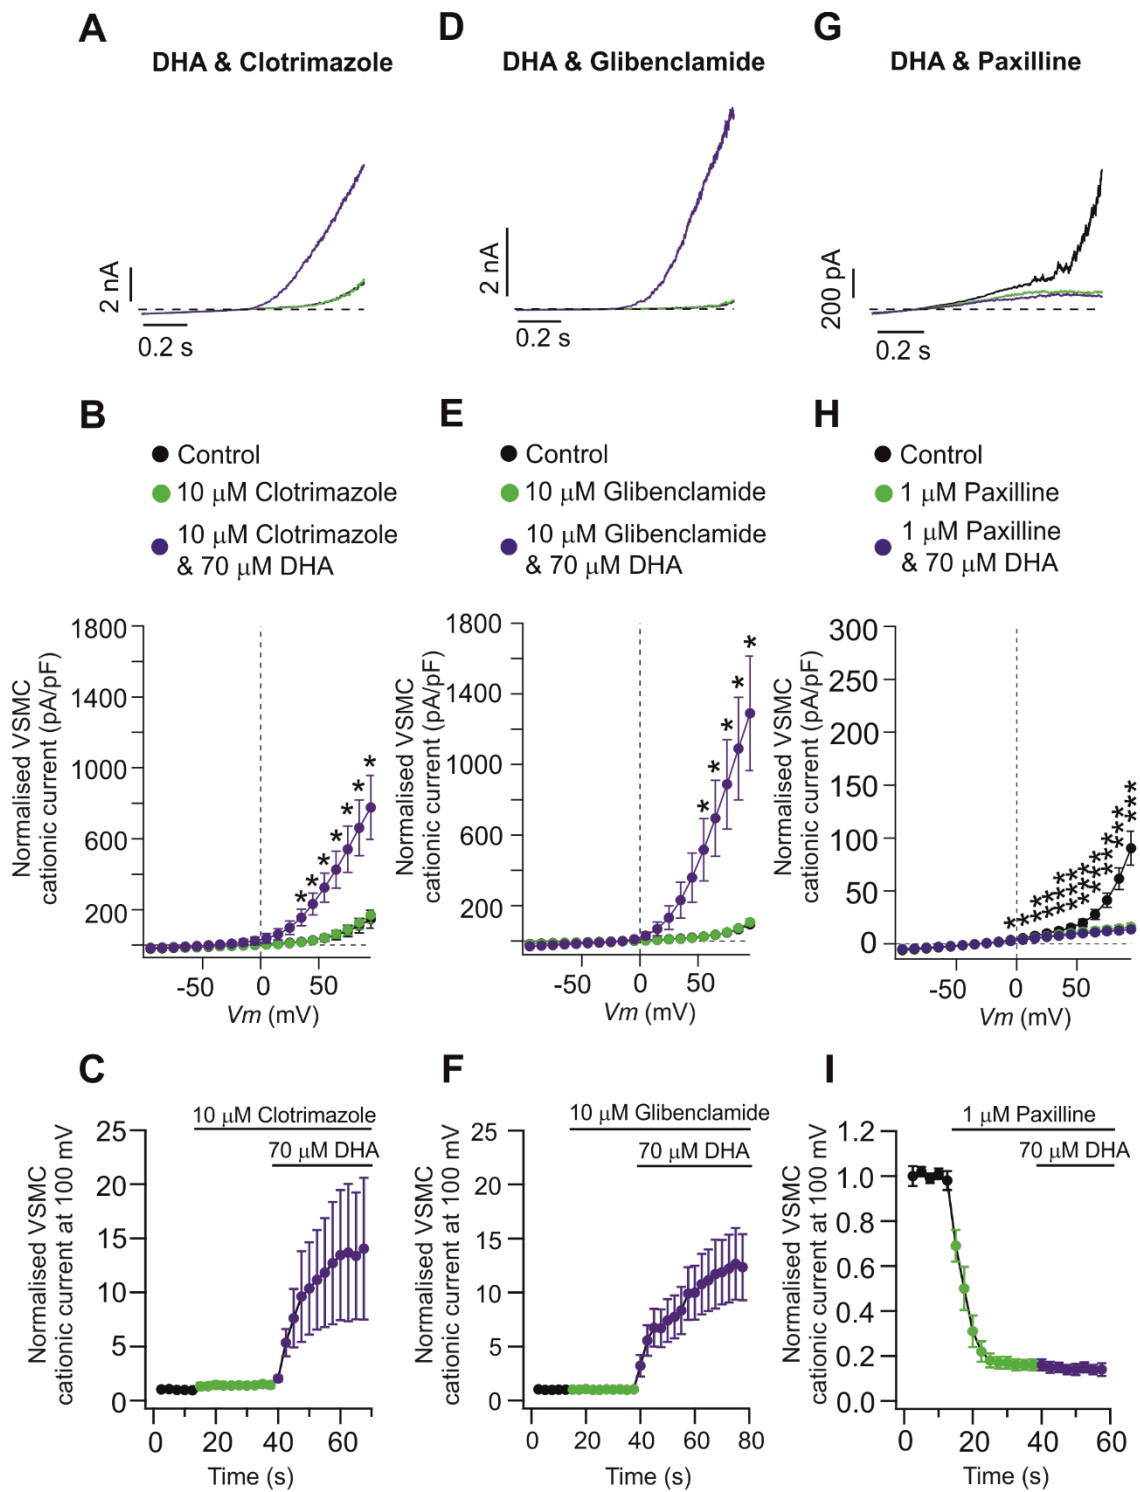 A
D
G
DHA & Clotrimazole
DHA & Glibenclamide
DHA & Paxilline
2 nA
0.2 s
2 nA
0.2 s
200 pA
0.2 s
B
Control
10 μM Clotrimazole
10 μM Clotrimazole
& 70 μM DHA
Normalised VSMC
cationic current (pA/pF)
1800
1400
1000
600
200
* * * * * * *
-50
0
50
Vm (mV)
E
Control
10 μM Glibenclamide
10 μM Glibenclamide
& 70 μM DHA
Normalised VSMC
cationic current (pA/pF)
1800
1400
1000
600
200
* * * * *
-50
0
50
Vm (mV)
H
Control
1 μM Paxilline
1 μM Paxilline
& 70 μM DHA
Normalised VSMC
cationic current (pA/pF)
300
250
200
150
100
50
0
-50
0
50
Vm (mV)
C
10 μM Clotrimazole
70 μM DHA
Normalised VSMC
cationic current at 100 mV
25
20
15
10
5
0
0
20
40
60
Time (s)
F
10 μM Glibenclamide
70 μM DHA
Normalised VSMC
cationic current at 100 mV
25
20
15
10
5
0
0
20
40
60
80
Time (s)
I
1 μM Paxilline
70 μM DHA
Normalised VSMC
cationic current at 100 mV
1.2
1.0
0.8
0.6
0.4
0.2
0.0
0
20
40
60
Time (s)